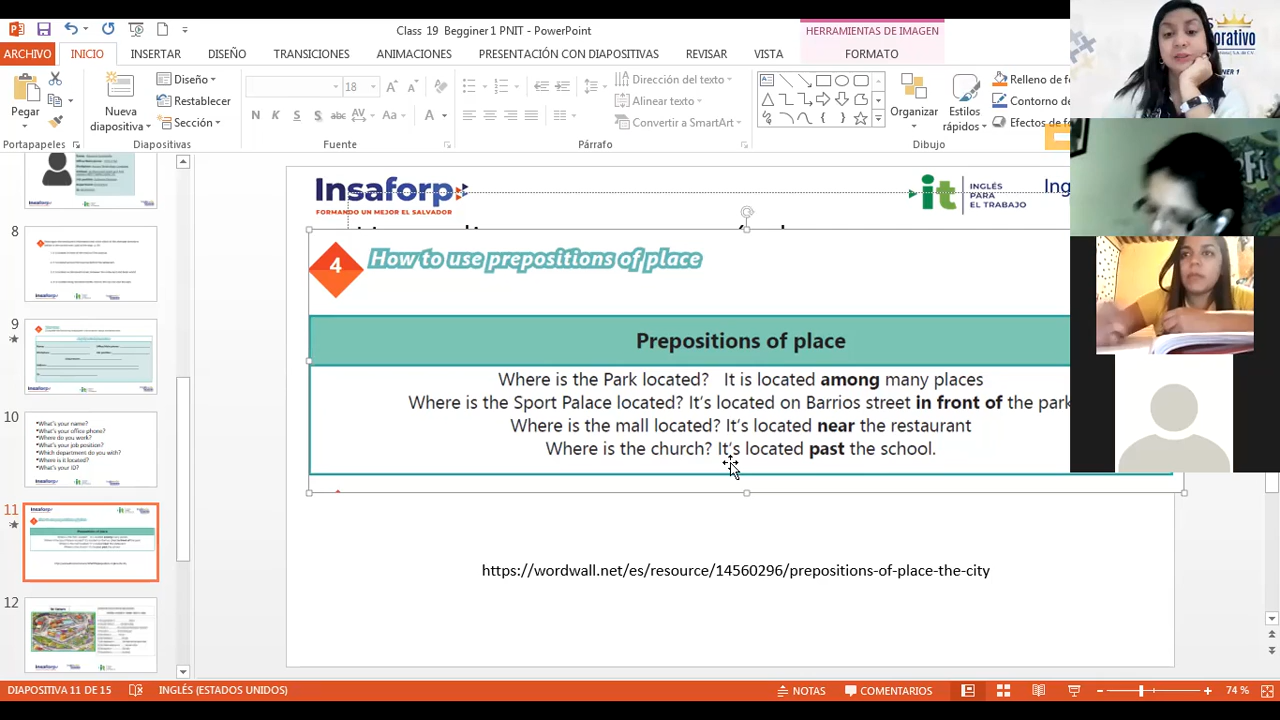 Class 19 Begginer 1 PNIT - PowerPoint
HERRAMIENTAS DE IMAGEN
ARCHIVO INICIO INSERTAR DISEÑO TRANSICIONES ANIMACIONES PRESENTACIÓN CON DIAPOSITIVAS REVISAR VISTA FORMATO
Pegar
Nueva
diapositiva
Diseño
Restablecer
Sección
18
N K S S abc AV Aa A
Dirección del texto
Alinear texto
Convertir a SmartArt
Organizar
Estilos
rápidos
Relleno de
Contorno de
Efectos de
Portapapeles Diapositivas Fuente Párrafo Dibujo
8
9
10
•What's your name?
•What's your office phone?
•Where do you work?
•What's your job position?
•Which department do you with?
•Where is it located?
•What's your ID?
11
12
Insaforp
FORMANDO UN MEJOR EL SALVADOR
it
INGLÉS
PARA
EL TRABAJO
4
How to use prepositions of place
Prepositions of place
Where is the Park located? It is located among many places
Where is the Sport Palace located? It's located on Barrios street in front of the park
Where is the mall located? It's located near the restaurant
Where is the church? It's located past the school.
https://wordwall.net/es/resource/14560296/prepositions-of-place-the-city
DIAPOSITIVA 11 DE 15 INGLÉS (ESTADOS UNIDOS) NOTAS COMENTARIOS 74 %